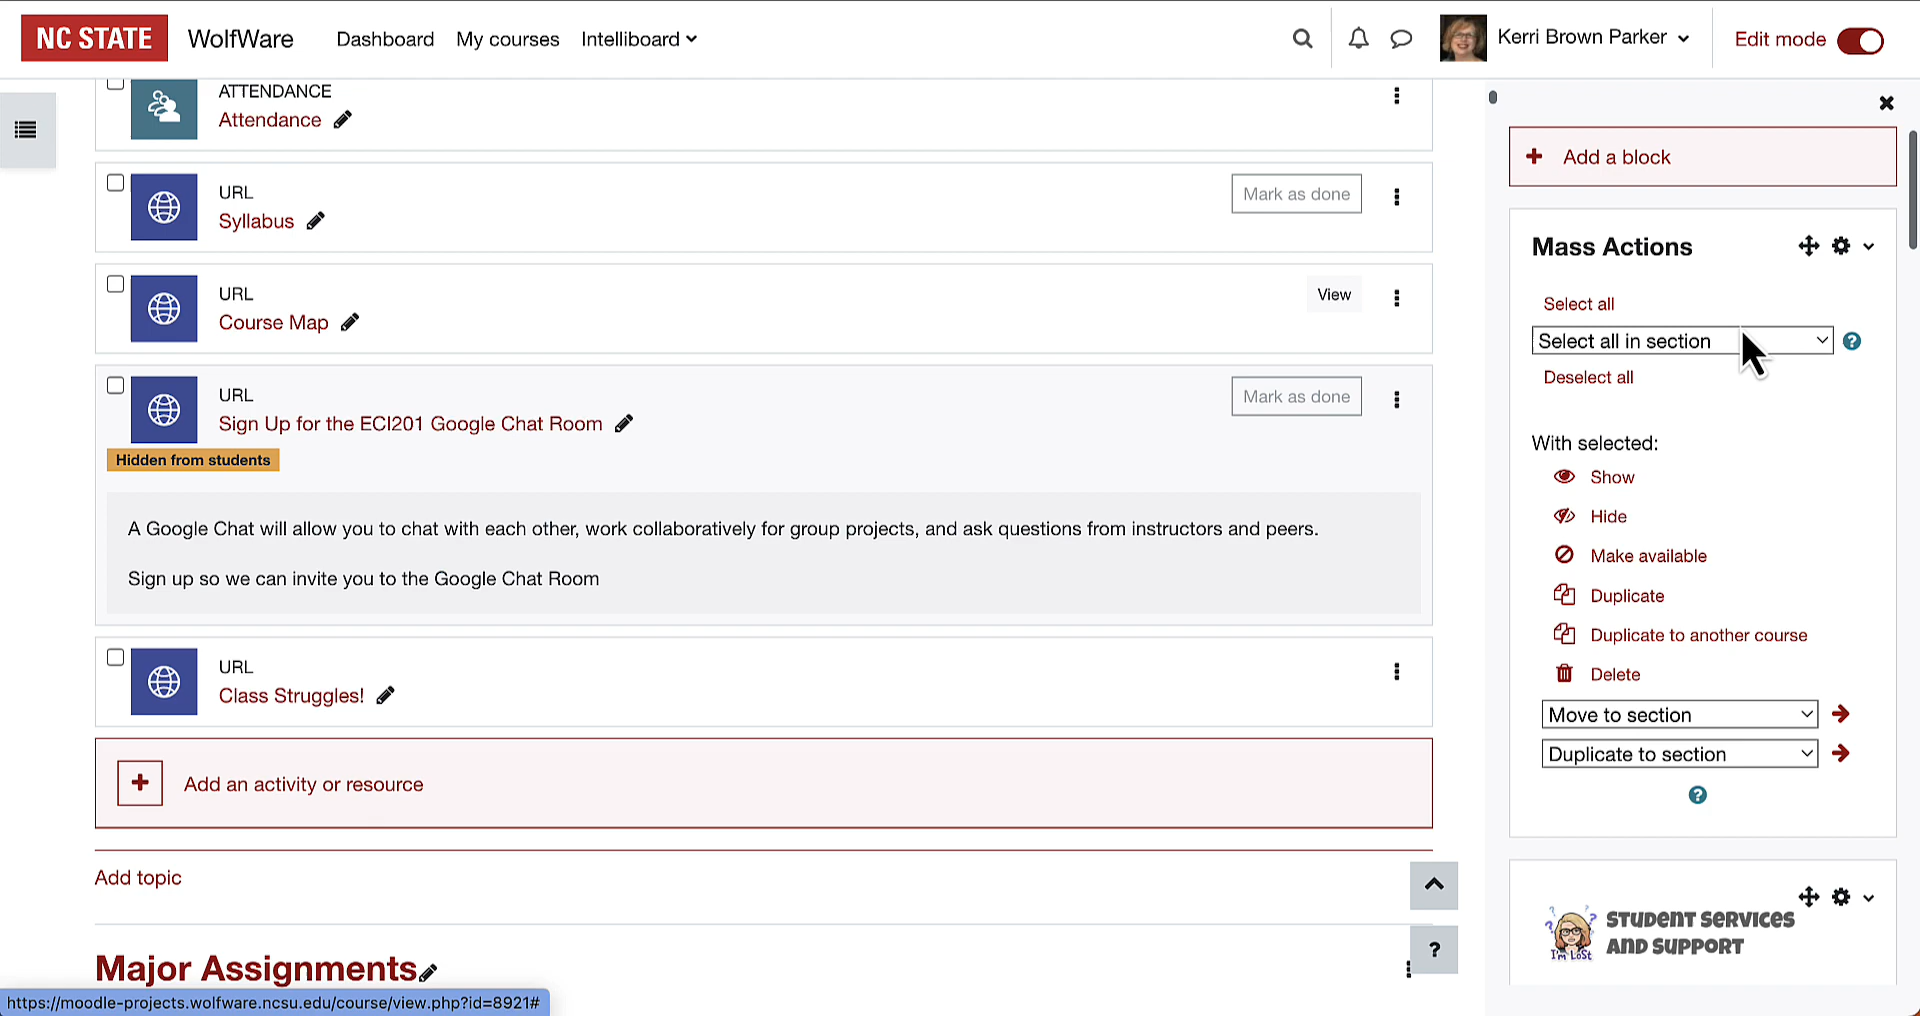 NC STATE WolfWare Dashboard My courses Intelliboard Kerri Brown Parker Edit mode
ATTENDANCE
Attendance
URL
Syllabus
Mark as done
URL
Course Map
View
URL
Sign Up for the ECI201 Google Chat Room
Mark as done
Hidden from students
A Google Chat will allow you to chat with each other, work collaboratively for group projects, and ask questions from instructors and peers.
Sign up so we can invite you to the Google Chat Room
URL
Class Struggles!
+ Add an activity or resource
Add topic
?
Major Assignments
https://moodle-projects.wolfware.ncsu.edu/course/view.php?id=8921#
+ Add a block
Mass Actions
Select all
Select all in section ?
Deselect all
With selected:
Show
Hide
Make available
Duplicate
Duplicate to another course
Delete
Move to section
Duplicate to section
?
STUDENT SERVICES
AND SUPPORT
I'M LOST